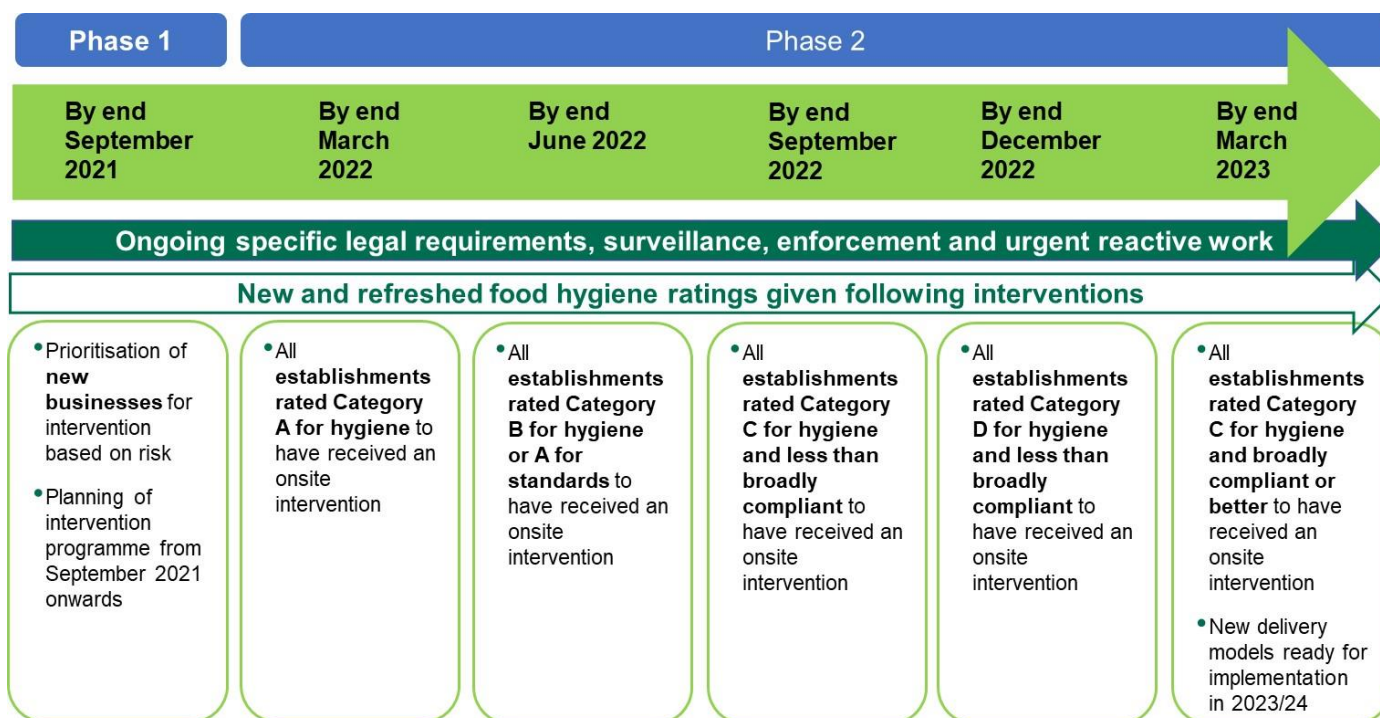 Phase 1
Phase 2
By end
September
2021
By end
March
2022
By end
June 2022
By end
September
2022
By end
December
2022
By end
March
2023
Ongoing specific legal requirements, surveillance, enforcement and urgent reactive work
New and refreshed food hygiene ratings given following interventions
•Prioritisation of
new
businesses for
intervention
based on risk
•Planning of
intervention
programme from
September 2021
onwards
•All
establishments
rated Category
A for hygiene to
have received an
onsite
intervention
•All
establishments
rated Category
B for hygiene
or A for
standards to
have received an
onsite
intervention
•All
establishments
rated Category
C for hygiene
and less than
broadly
compliant to
have received an
onsite
intervention
•All
establishments
rated Category
D for hygiene
and less than
broadly
compliant to
have received an
onsite
intervention
•All
establishments
rated Category
C for hygiene
and broadly
compliant or
better to have
received an
onsite
intervention
•New delivery
models ready for
implementation
in 2023/24